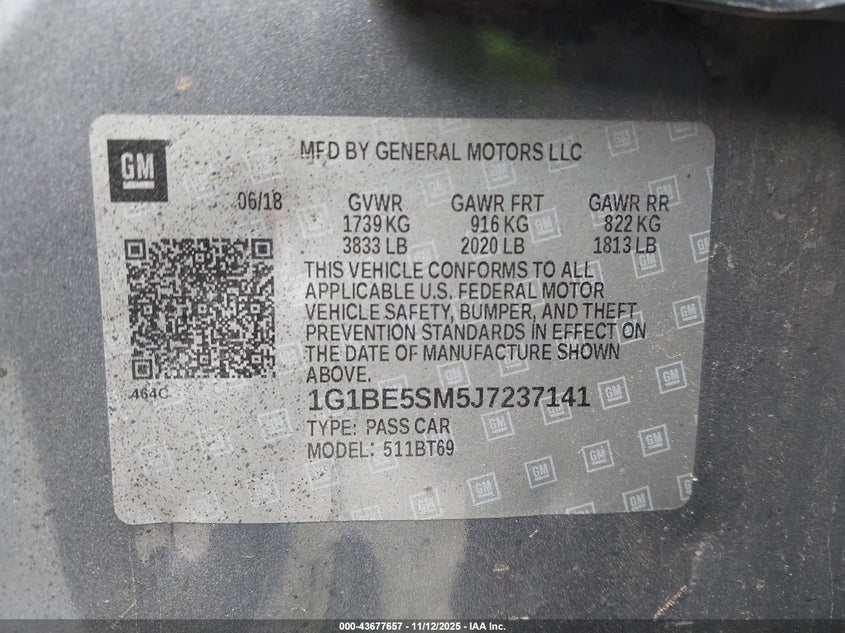 GM
MFD BY GENERAL MOTORS LLC
06/18 GVWR GAWR FRT GAWR RR
1739 KG 916 KG 822 KG
3833 LB 2020 LB 1813 LB
THIS VEHICLE CONFORMS TO ALL
APPLICABLE U.S. FEDERAL MOTOR
VEHICLE SAFETY, BUMPER, AND THEFT
PREVENTION STANDARDS IN EFFECT ON
THE DATE OF MANUFACTURE SHOWN
ABOVE.
464C
1G1BE5SM5J7237141
TYPE: PASS CAR
MODEL: 511BT69
000-43677657 - 11/12/2025 - IAA Inc.